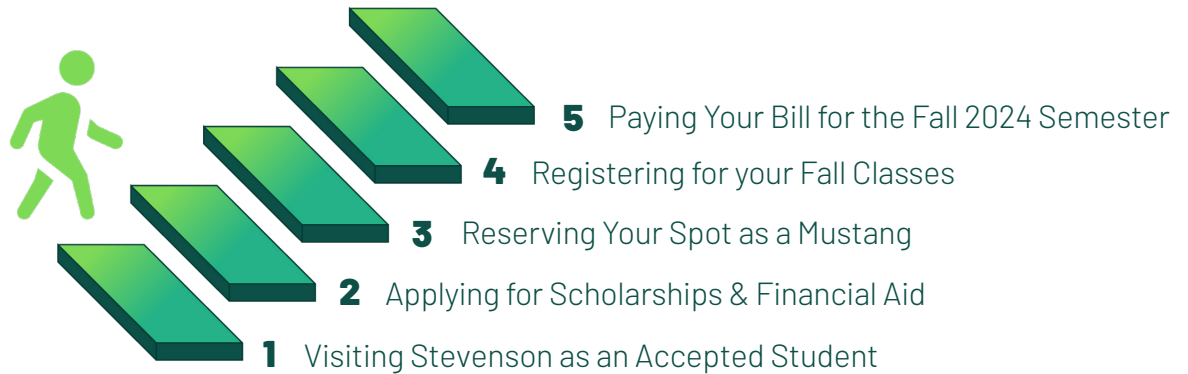 5 Paying Your Bill for the Fall 2024 Semester
4 Registering for your Fall Classes
3 Reserving Your Spot as a Mustang
2 Applying for Scholarships & Financial Aid
1 Visiting Stevenson as an Accepted Student